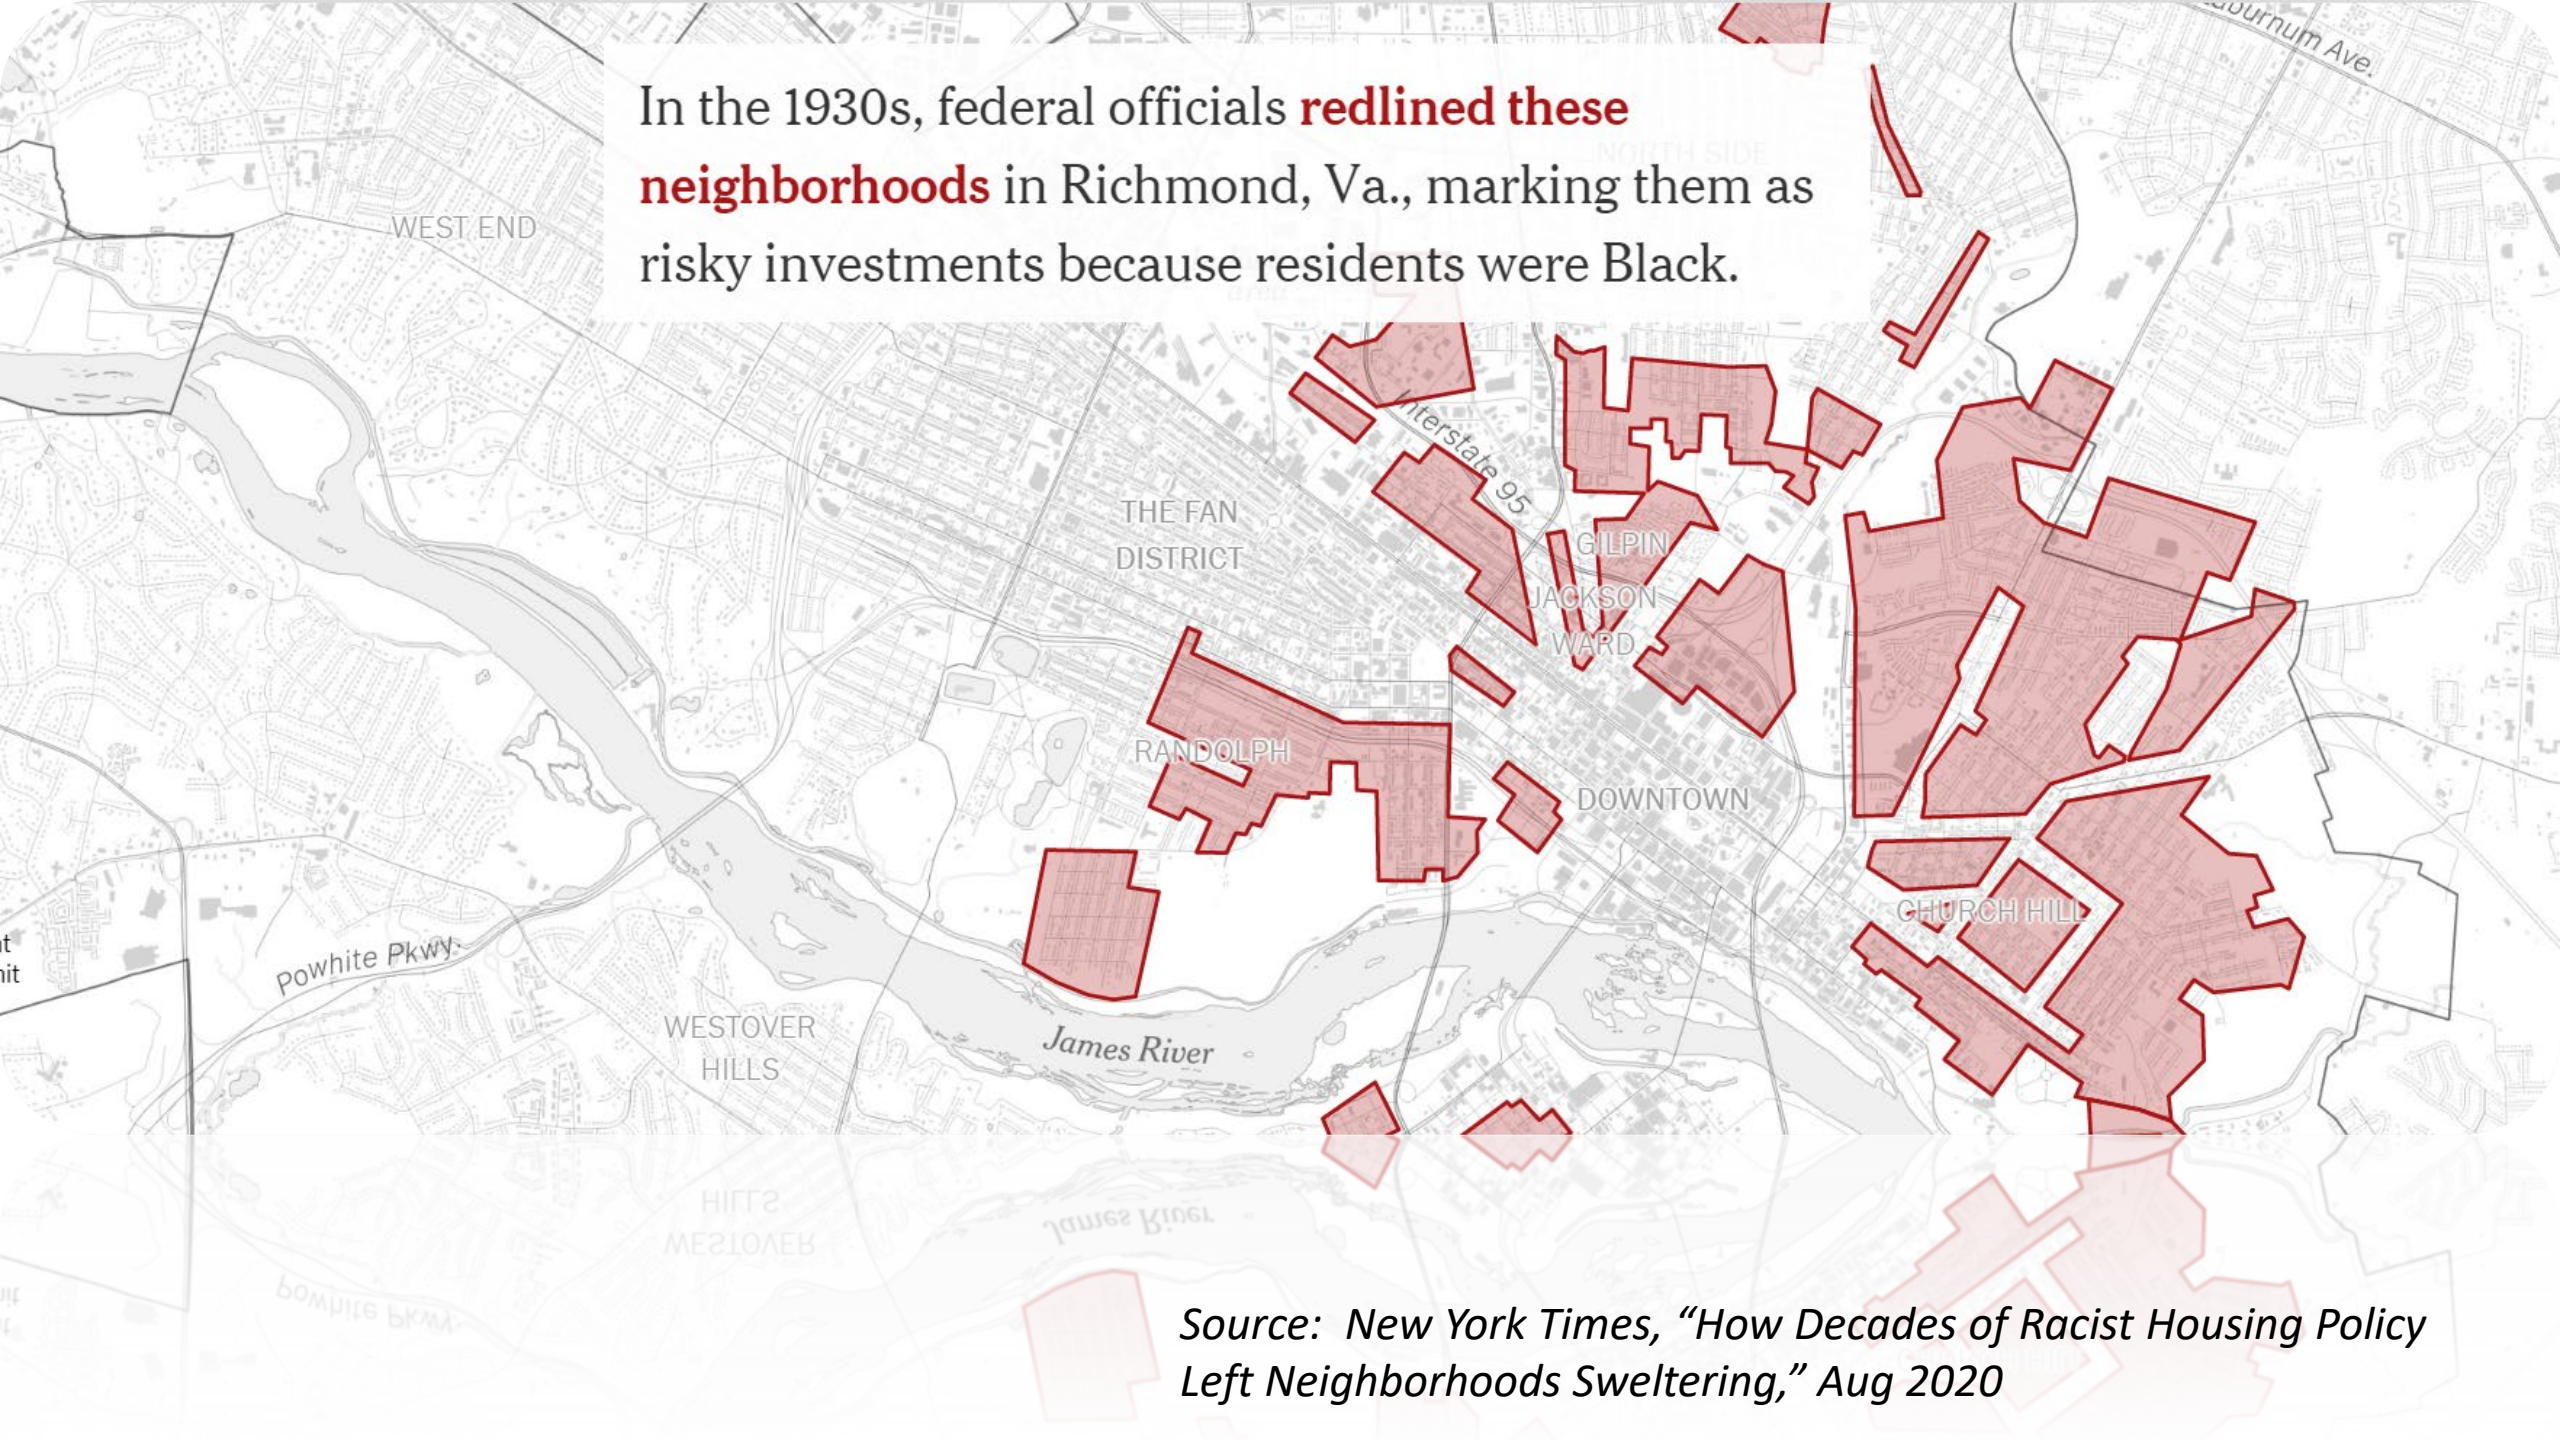 In the 1930s, federal officials redlined these
neighborhoods in Richmond, Va., marking them as
risky investments because residents were Black.
NORTH SIDE
WEST END
Interstate 95
THE FAN
DISTRICT
GILPIN
JACKSON
WARD
RANDOLPH
DOWNTOWN
CHURCH HILL
Powhite Pkwy.
WESTOVER
HILLS
James River
Source: New York Times, “How Decades of Racist Housing Policy
Left Neighborhoods Sweltering,” Aug 2020